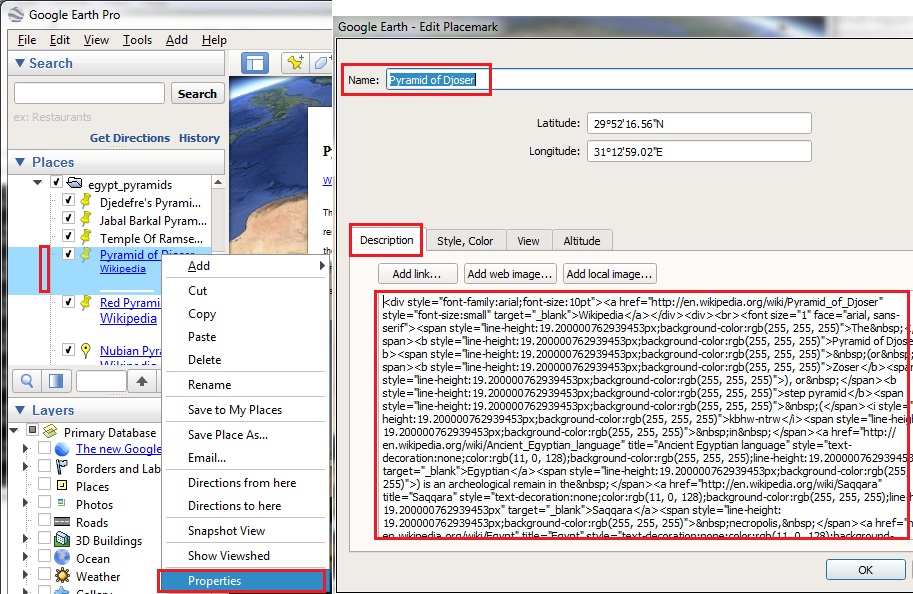 Google Earth Pro
File Edit View Tools Add Help
Search
Search
ex: Restaurants
Get Directions History
Places
egypt_pyramids
Djedefre's Pyrami...
Jabal Barkal Pyram...
Temple Of Ramse...
Pyramid of Djoser
Wikipedia
Red Pyrami
Wikipedia
Nubian Pyra
Layers
Primary Database
The new Google
Borders and Lab
Places
Photos
Roads
3D Buildings
Ocean
Weather
Add
Cut
Copy
Paste
Delete
Rename
Save to My Places
Save Place As...
Email...
Directions from here
Directions to here
Snapshot View
Show Viewshed
Properties
Google Earth - Edit Placemark
Name: Pyramid of Djoser
Latitude: 29°52'16.56"N
Longitude: 31°12'59.02"E
Description Style, Color View Altitude
Add link... Add web image... Add local image...
<div style="font-family:arial;font-size:10pt"><a href="http://en.wikipedia.org/wiki/Pyramid_of_Djoser"
style="font-size:small" target="_blank">Wikipedia</a></div><div><br><font size="1" face="arial, sans-
serif"><span style="line-height:19.200000762939453px;background-color:rgb(255, 255, 255)">The&nbsp;</
span><b style="line-height:19.200000762939453px;background-color:rgb(255, 255, 255)">Pyramid of Djose
b><span style="line-height:19.200000762939453px;background-color:rgb(255, 255, 255)">&nbsp;(or&nbsp;
span><b style="line-height:19.200000762939453px;background-color:rgb(255, 255, 255)">Zoser</b><span
style="line-height:19.200000762939453px;background-color:rgb(255, 255, 255)">), or&nbsp;</span><b
style="line-height:19.200000762939453px;background-color:rgb(255, 255, 255)">step pyramid</b><span
style="line-height:19.200000762939453px;background-color:rgb(255, 255, 255)">&nbsp;(</span><i style=
height:19.200000762939453px;background-color:rgb(255, 255, 255)">kbhw-ntrw</i><span style="line-height:
19.200000762939453px;background-color:rgb(255, 255, 255)">&nbsp;in&nbsp;</span><a href="http://
en.wikipedia.org/wiki/Ancient_Egyptian_language" title="Ancient Egyptian language" style="text-
decoration:none;color:rgb(11, 0, 128);background-color:rgb(255, 255, 255);line-height:19.200000762939453
target="_blank">Egyptian</a><span style="line-height:19.200000762939453px;background-color:rgb(255, 255
255)">) is an archeological remain in the&nbsp;</span><a href="http://en.wikipedia.org/wiki/Saqqara"
title="Saqqara" style="text-decoration:none;color:rgb(11, 0, 128);background-color:rgb(255, 255, 255);line-h
19.200000762939453px" target="_blank">Saqqara</a><span style="line-height:
19.200000762939453px;background-color:rgb(255, 255, 255)">&nbsp;necropolis,&nbsp;</span><a href="h
en.wikipedia.org/wiki/Egypt" title="Egypt" style="text-decoration:none;color:rgb(11, 0, 128);background-
OK